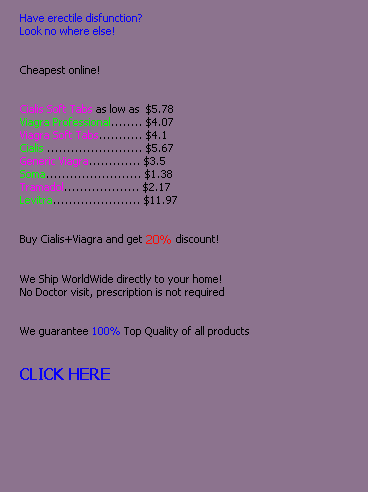 Have erectile disfunction?
Look no where else!
Cheapest online!
Cialis Soft Tabs as low as $5.78
Viagra Professional........ $4.07
Viagra Soft Tabs........... $4.1
Cialis........................ $5.67
Generic Viagra............. $3.5
Soma........................ $1.38
Tramadol................... $2.17
Levitra...................... $11.97
Buy Cialis+Viagra and get 20% discount!
We Ship WorldWide directly to your home!
No Doctor visit, prescription is not required
We guarantee 100% Top Quality of all products
CLICK HERE